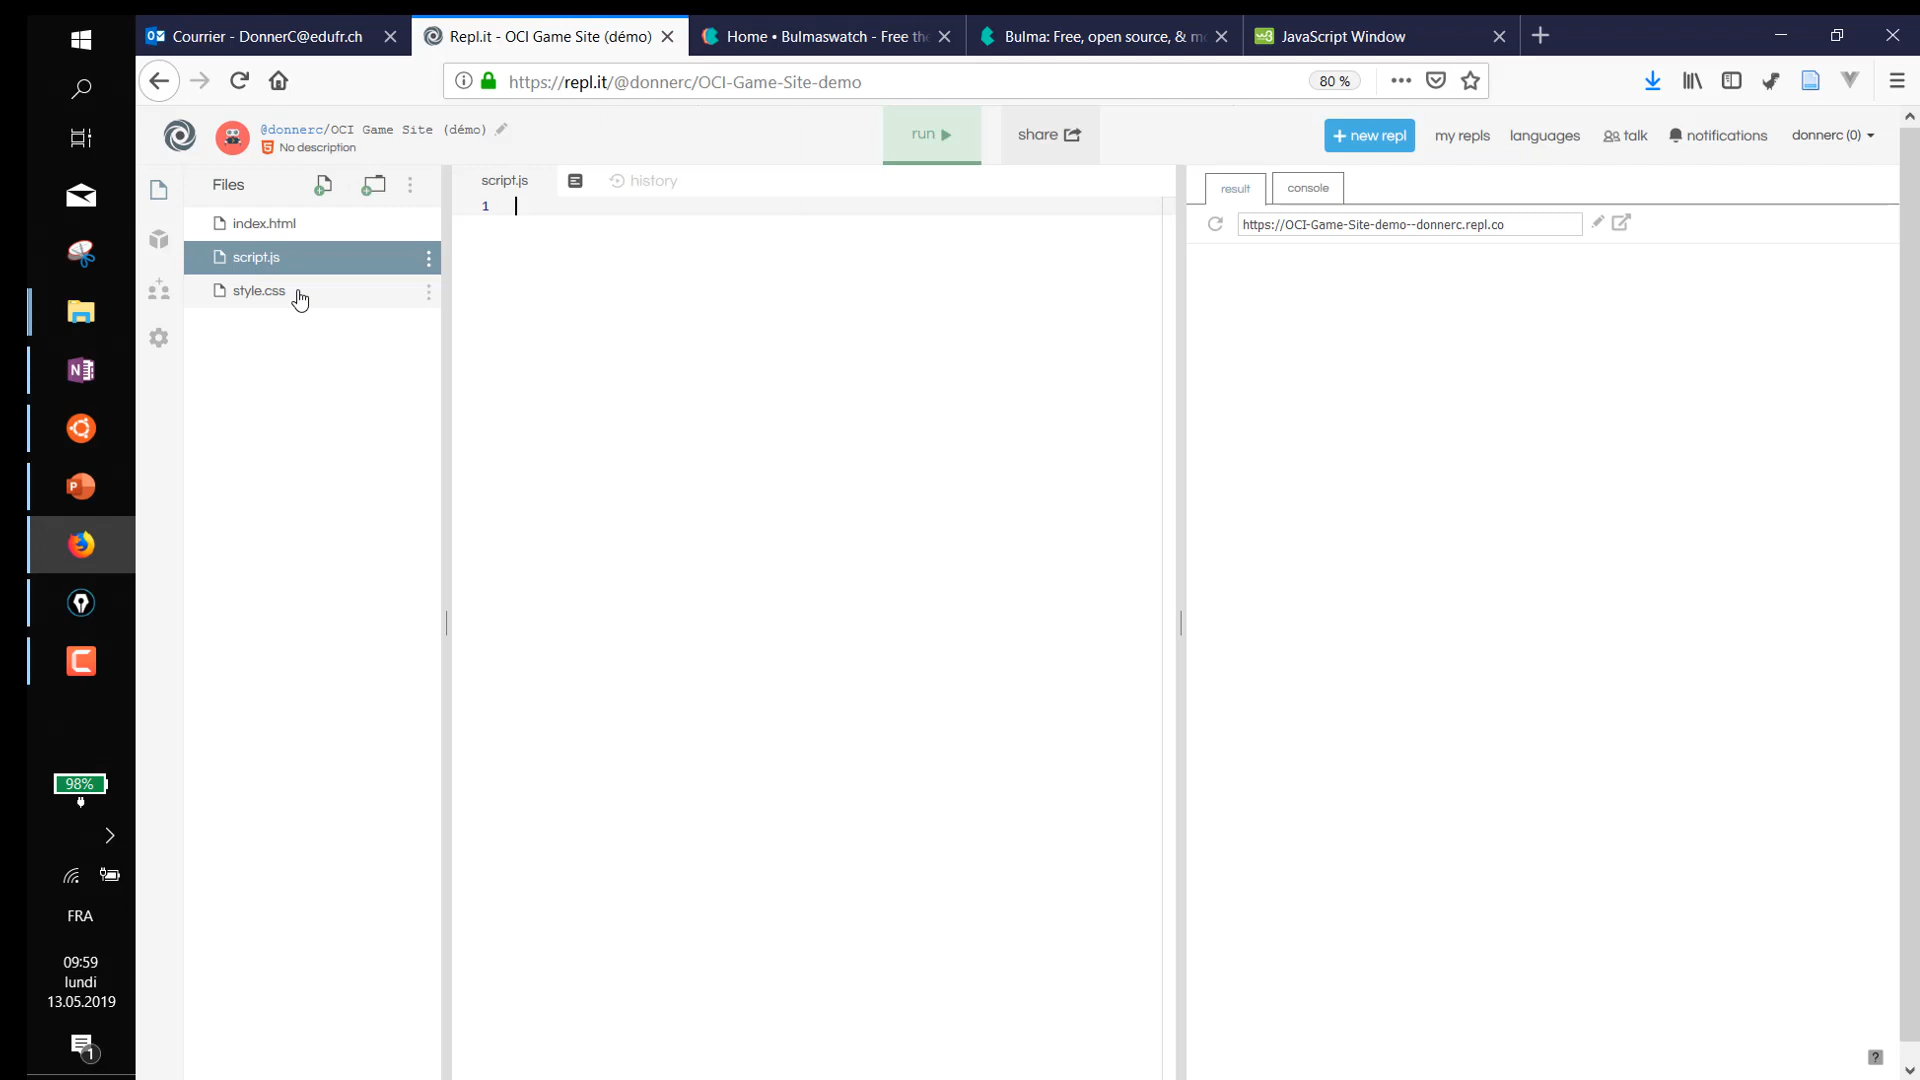 Courrier - DonnerC@edufr.ch
Repl.it - OCI Game Site (démo)
Home • Bulmaswatch - Free the
Bulma: Free, open source, & m
JavaScript Window
https://repl.it/@donnerc/OCI-Game-Site-demo
80 %
@donnerc/OCI Game Site (démo)
No description
run
share
+ new repl
my repls
languages
talk
notifications
donnerc (0)
Files
index.html
script.js
style.css
script.js
history
1
result
console
https://OCI-Game-Site-demo--donnerc.repl.co
98%
FRA
09:59
lundi
13.05.2019
1
?